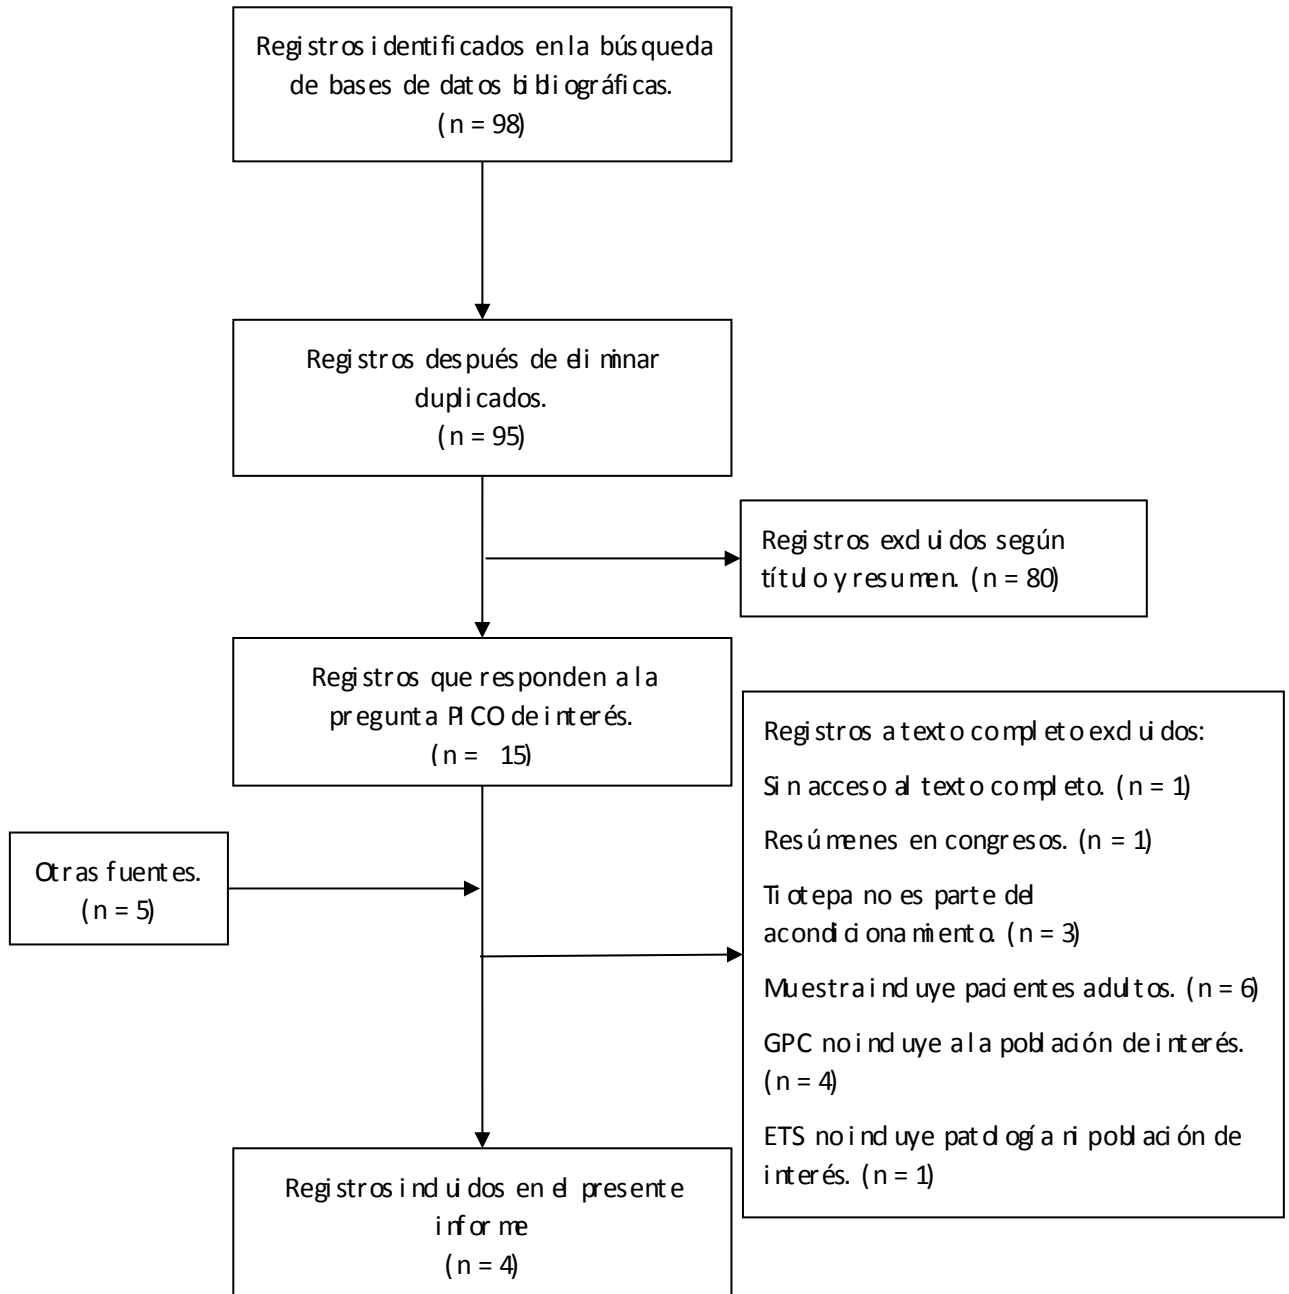 Registros identificados en la búsqueda
de bases de datos bibliográficas.
(n = 98)
Registros después de eliminar
duplicados.
(n = 95)
Registros excluidos según
título y resumen. (n = 80)
Registros que responden a la
pregunta PICO de interés.
(n = 15)
Otras fuentes.
(n = 5)
Registros a texto completo excluidos:
Sin acceso al texto completo. (n = 1)
Resúmenes en congresos. (n = 1)
Tiotepa no es parte del
acondicionamiento. (n = 3)
Muestra incluye pacientes adultos. (n = 6)
GPC no incluye a la población de interés.
(n = 4)
ETS no incluye patología ni población de
interés. (n = 1)
Registros incluidos en el presente
informe
(n = 4)